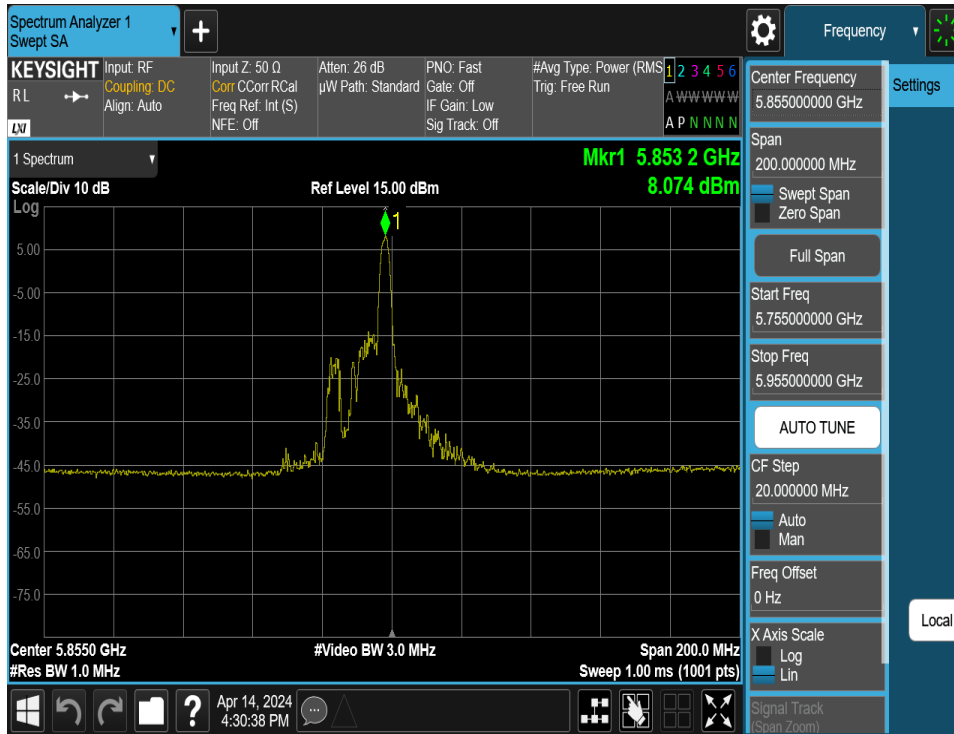 Spectrum Analyzer 1
Swept SA
+
Frequency
KEYSIGHT
R L
LXI
Input: RF
Coupling: DC
Align: Auto
Input Z: 50 Ω
Corr CCorr RCal
Freq Ref: Int (S)
NFE: Off
Atten: 26 dB
µW Path: Standard
PNO: Fast
Gate: Off
IF Gain: Low
Sig Track: Off
#Avg Type: Power (RMS
Trig: Free Run
1 2 3 4 5 6
A W W W W W
A P N N N N
1 Spectrum
Mkr1 5.853 2 GHz
8.074 dBm
Scale/Div 10 dB
Ref Level 15.00 dBm
Log
1
5.00
-5.00
-15.0
-25.0
-35.0
-45.0
-55.0
-65.0
-75.0
Center 5.8550 GHz
#Video BW 3.0 MHz
Span 200.0 MHz
#Res BW 1.0 MHz
Sweep 1.00 ms (1001 pts)
?
Apr 14, 2024
4:30:38 PM
Center Frequency
5.855000000 GHz
Span
200.000000 MHz
Swept Span
Zero Span
Full Span
Start Freq
5.755000000 GHz
Stop Freq
5.955000000 GHz
AUTO TUNE
CF Step
20.000000 MHz
Auto
Man
Freq Offset
0 Hz
X Axis Scale
Log
Lin
Signal Track
(Span Zoom)
Settings
Local